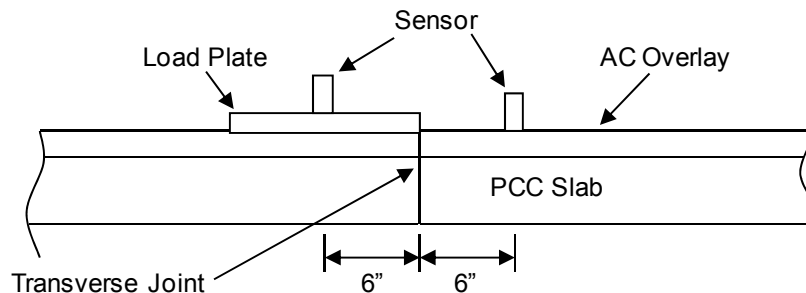 Sensor
Load Plate
AC Overlay
PCC Slab
Transverse Joint
6”
6”